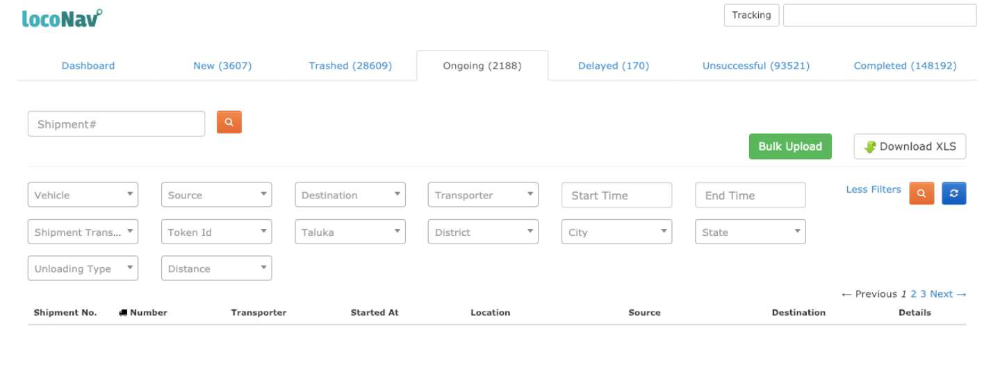 locoNav
Tracking
Dashboard New (3607) Trashed (28609) Ongoing (2188) Delayed (170) Unsuccessful (93521) Completed (148192)
Shipment#
Bulk Upload Download XLS
Vehicle Source Destination Transporter Start Time End Time Less Filters
Shipment Trans... Token Id Taluka District City State
Unloading Type Distance
← Previous 1 2 3 Next →
Shipment No. Number Transporter Started At Location Source Destination Details